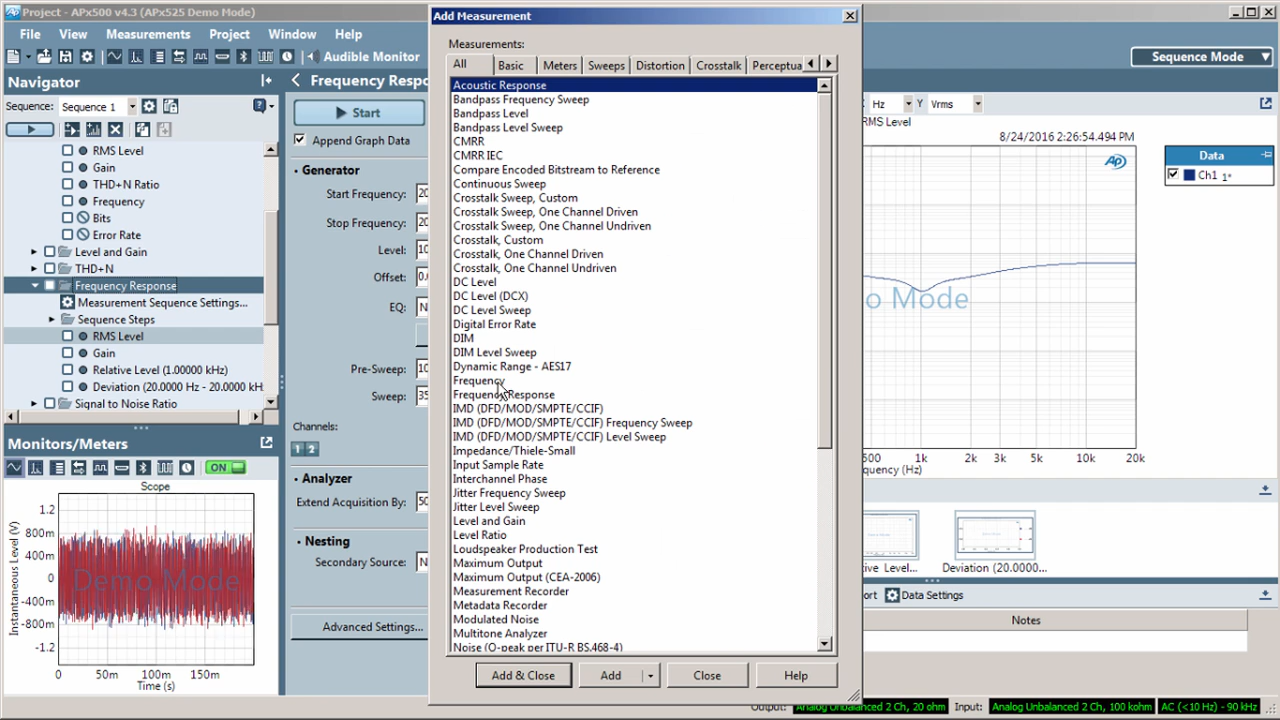 Project - APx500 v4.3 (APx525 Demo Mode)
File View Measurements Project Window Help
Audible Monitor
Sequence Mode
Navigator
Sequence: Sequence 1
RMS Level
Gain
THD+N Ratio
Frequency
Bits
Error Rate
Level and Gain
THD+N
Frequency Response
Measurement Sequence Settings...
Sequence Steps
RMS Level
Gain
Relative Level (1.00000 kHz)
Deviation (20.0000 Hz - 20.0000 kH
Signal to Noise Ratio
Monitors/Meters
ON
Scope
Instantaneous Level (V)
1.2
800m
400m
0
-400m
-800m
-1.2
Demo Mode
0 50m 100m 150m
Time (s)
Frequency Respo
Start
Append Graph Data
Generator
Start Frequency: 20
Stop Frequency: 20
Level: 10
Offset: 0.0
EQ: N
Pre-Sweep: 10
Sweep: 35
Channels:
1 2
Analyzer
Extend Acquisition By: 50
Nesting
Secondary Source: N
Advanced Settings...
Add Measurement
Measurements:
All Basic Meters Sweeps Distortion Crosstalk Perceptua
Acoustic Response
Bandpass Frequency Sweep
Bandpass Level
Bandpass Level Sweep
CMRR
CMRR IEC
Compare Encoded Bitstream to Reference
Continuous Sweep
Crosstalk Sweep, Custom
Crosstalk Sweep, One Channel Driven
Crosstalk Sweep, One Channel Undriven
Crosstalk, Custom
Crosstalk, One Channel Driven
Crosstalk, One Channel Undriven
DC Level
DC Level (DCX)
DC Level Sweep
Digital Error Rate
DIM
DIM Level Sweep
Dynamic Range - AES17
Frequency
Frequency Response
IMD (DFD/MOD/SMPTE/CCIF)
IMD (DFD/MOD/SMPTE/CCIF) Frequency Sweep
IMD (DFD/MOD/SMPTE/CCIF) Level Sweep
Impedance/Thiele-Small
Input Sample Rate
Interchannel Phase
Jitter Frequency Sweep
Jitter Level Sweep
Level and Gain
Level Ratio
Loudspeaker Production Test
Maximum Output
Maximum Output (CEA-2006)
Measurement Recorder
Metadata Recorder
Modulated Noise
Multitone Analyzer
Noise (Q-peak per ITU-R BS.468-4)
Add & Close Add Close Help
Hz Y Vrms
RMS Level
8/24/2016 2:26:54.494 PM
AP
Data
Ch1 1*
o Mode
500 1k 2k 5k 10k 20k
quency (Hz)
ve Level... Deviation (20.0000...
ort Data Settings
Notes
Output: Analog Unbalanced 2 Ch, 20 ohm Input: Analog Unbalanced 2 Ch, 100 kohm AC (<10 Hz) - 90 kHz